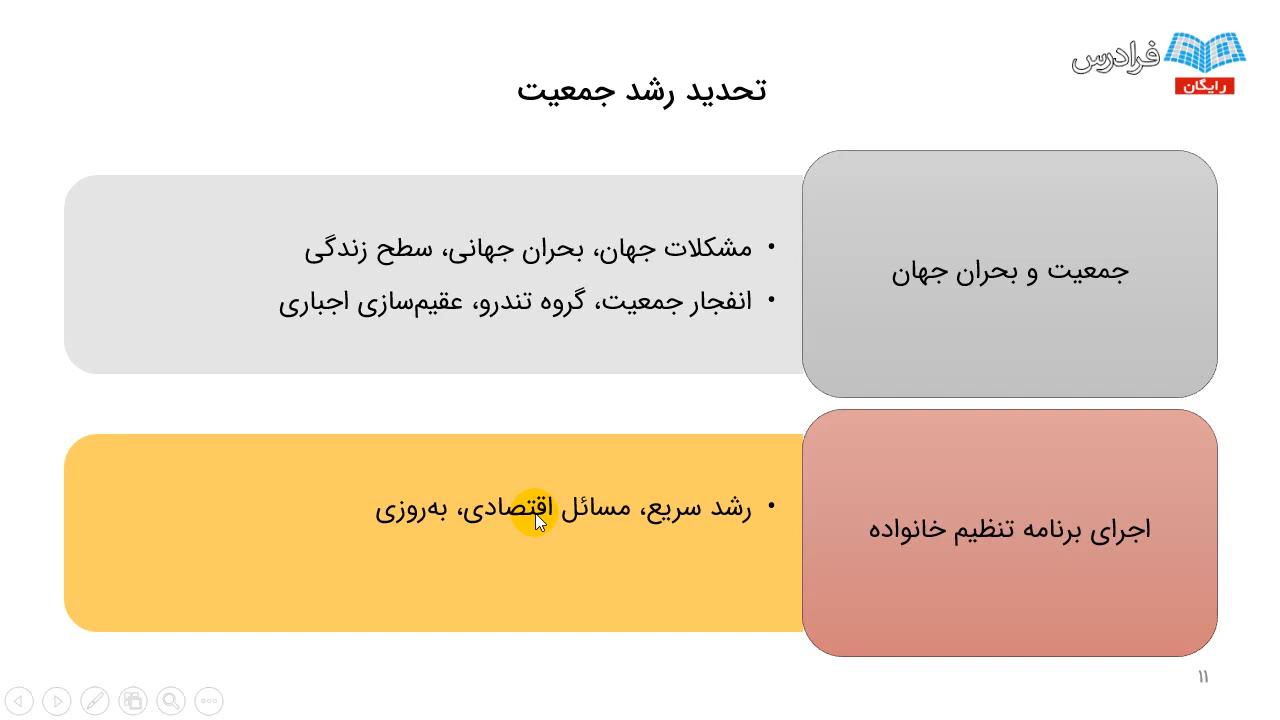 فرادرس
رایگان
تحدید رشد جمعیت
جمعیت و بحران جهان
• مشکلات جهان، بحران جهانی، سطح زندگی
• انفجار جمعیت، گروه تندرو، عقیم‌سازی اجباری
اجرای برنامه تنظیم خانواده
• رشد سریع، مسائل اقتصادی، به‌روزی
۱۱